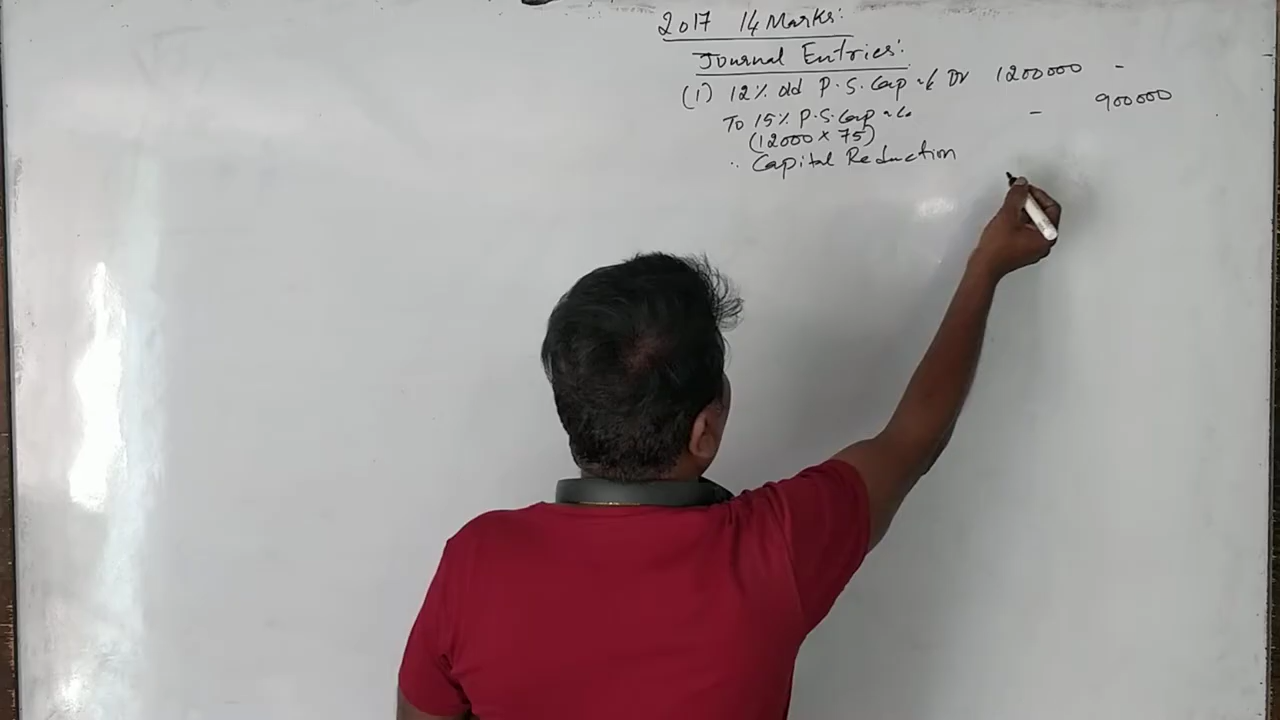 2017 14 Marks:
Journal Entries:
(1) 12% old P.S. Cap a/c Dr 1200000 -
To 15% P.S. Cap a/c - 900000
(12000 x 75)
" Capital Reduction